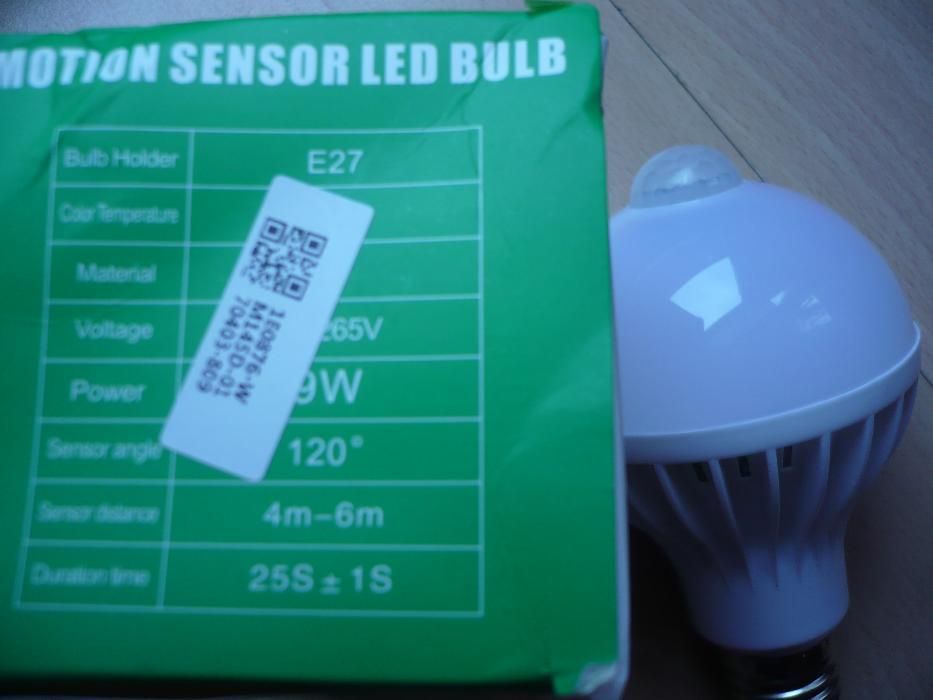 MOTION SENSOR LED BULB
Bulb Holder E27
Color Temperature
Material
Voltage 265V
Power 9W
Sensor angle 120°
Sensor distance 4m-6m
Duration time 25S ± 1S
1E0876-W
M145D-01
70403-809